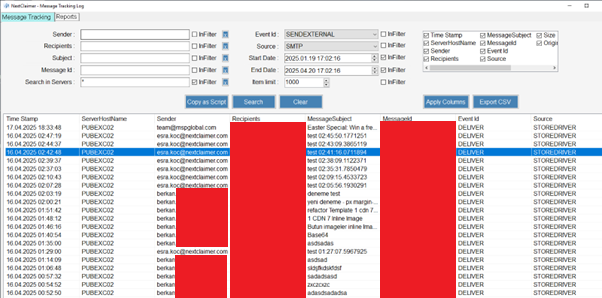 NextClaimer - Message Tracking Log
Message Tracking Reports
Sender : InFilter Event Id : SENDEXTERNAL InFilter Time Stamp MessageSubject Size
Recipients : InFilter Source : SMTP InFilter ServerHostName MessageId Origi
Subject : InFilter Start Date : 2025.01.19 17:02:16 InFilter Sender Event Id
Message Id : InFilter End Date : 2025.04.20 17:02:16 InFilter Recipients Source
Search in Servers : * InFilter Item limit : 1000 InFilter
Copy as Script Search Clear Apply Columns Export CSV
Time Stamp ServerHostName Sender Recipients MessageSubject MessageId Event Id Source
17.04.2025 18:33:48 PUBEXC02 team@mspglobal.com Easter Special: Win a fre... DELIVER STOREDRIVER
16.04.2025 02:47:19 PUBEXC02 esra.koc@nextclaimer.com test 02:45:50.1771251 DELIVER STOREDRIVER
16.04.2025 02:44:37 PUBEXC02 esra.koc@nextclaimer.com test 02:43:09.3865119 DELIVER STOREDRIVER
16.04.2025 02:42:48 PUBEXC02 esra.koc@nextclaimer.com test 02:41:16.0711894 DELIVER STOREDRIVER
16.04.2025 02:39:37 PUBEXC02 esra.koc@nextclaimer.com test 02:38:09.1122371 DELIVER STOREDRIVER
16.04.2025 02:37:03 PUBEXC02 esra.koc@nextclaimer.com test 02:35:31.7850479 DELIVER STOREDRIVER
16.04.2025 02:10:43 PUBEXC02 esra.koc@nextclaimer.com test 02:09:15.4533723 DELIVER STOREDRIVER
16.04.2025 02:07:28 PUBEXC02 esra.koc@nextclaimer.com test 02:05:56.1930291 DELIVER STOREDRIVER
16.04.2025 02:03:19 PUBEXC02 berkan. deneme test DELIVER STOREDRIVER
16.04.2025 02:00:21 PUBEXC02 berkan. yeni deneme - px margin-... DELIVER STOREDRIVER
16.04.2025 01:51:42 PUBEXC02 berkan. refactor Template 1 cdn 7... DELIVER STOREDRIVER
16.04.2025 01:48:12 PUBEXC02 berkan. 1 CDN 7 Inline Image DELIVER STOREDRIVER
16.04.2025 01:46:16 PUBEXC02 berkan. Butun imageler inline Imag... DELIVER STOREDRIVER
16.04.2025 01:40:54 PUBEXC02 berkan. Base64 DELIVER STOREDRIVER
16.04.2025 01:35:00 PUBEXC02 berkan. asdsadas DELIVER STOREDRIVER
16.04.2025 01:29:00 PUBEXC02 esra.koc@nextclaimer.com test 01:27:07.5967925 DELIVER STOREDRIVER
16.04.2025 01:14:09 PUBEXC02 berkan. asdsad DELIVER STOREDRIVER
16.04.2025 01:06:48 PUBEXC02 berkan. DELIVER STOREDRIVER
16.04.2025 00:57:32 PUBEXC02 berkan. sadadsasd DELIVER STOREDRIVER
16.04.2025 00:54:52 PUBEXC02 berkan. zxczxczc DELIVER STOREDRIVER
16.04.2025 00:52:50 PUBEXC02 berkan. adasdsadadsa DELIVER STOREDRIVER